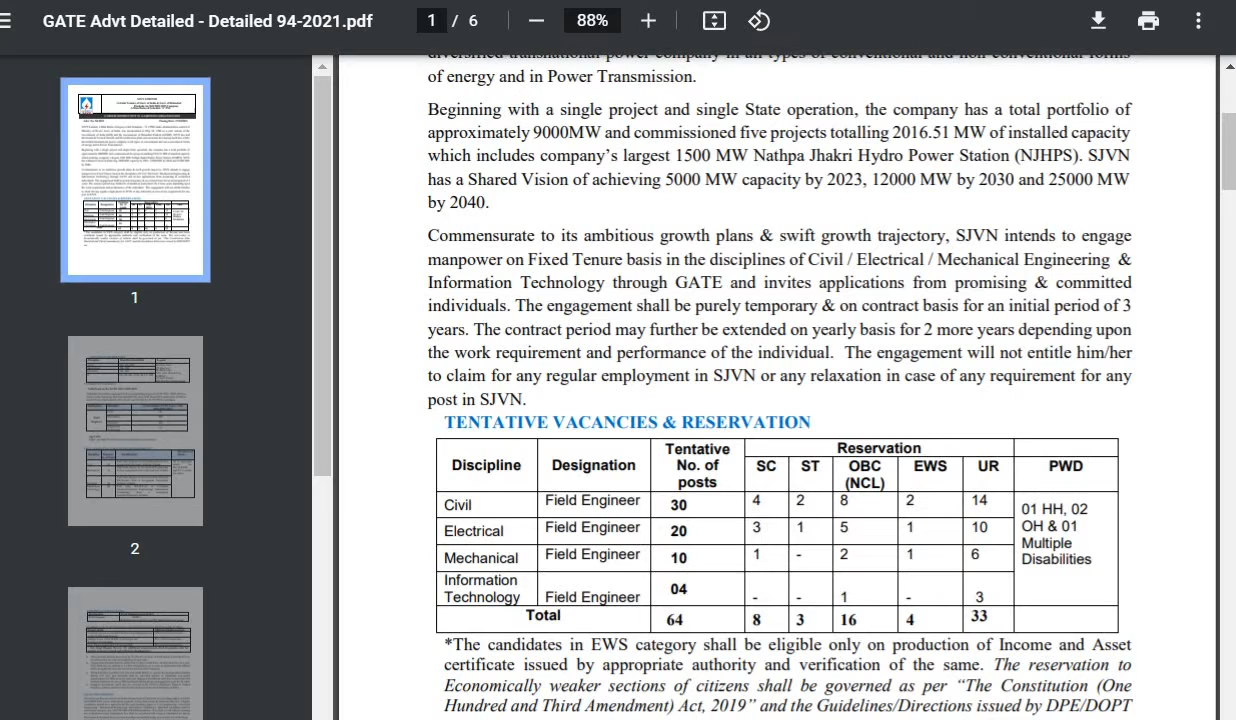 GATE Advt Detailed - Detailed 94-2021.pdf 1 / 6 88%
diversified transnational power company in all types of conventional and non conventional forms
of energy and in Power Transmission.
Beginning with a single project and single State operation, the company has a total portfolio of
approximately 9000MW and commissioned five projects totalling 2016.51 MW of installed capacity
which includes company's largest 1500 MW Nathpa Jhakri Hydro Power Station (NJHPS). SJVN
has a Shared Vision of achieving 5000 MW capacity by 2023, 12000 MW by 2030 and 25000 MW
by 2040.
Commensurate to its ambitious growth plans & swift growth trajectory, SJVN intends to engage
manpower on Fixed Tenure basis in the disciplines of Civil / Electrical / Mechanical Engineering &
Information Technology through GATE and invites applications from promising & committed
individuals. The engagement shall be purely temporary & on contract basis for an initial period of 3
years. The contract period may further be extended on yearly basis for 2 more years depending upon
the work requirement and performance of the individual. The engagement will not entitle him/her
to claim for any regular employment in SJVN or any relaxation in case of any requirement for any
post in SJVN.
TENTATIVE VACANCIES & RESERVATION
Discipline Designation Tentative No. of posts Reservation PWD
SC ST OBC (NCL) EWS UR
Civil Field Engineer 30 4 2 8 2 14
Electrical Field Engineer 20 3 1 5 1 10
Mechanical Field Engineer 10 1 - 2 1 6
Information Technology Field Engineer 04 - - 1 - 3
01 HH, 02
OH & 01
Multiple
Disabilities
Total 64 8 3 16 4 33
*The candidates in EWS category shall be eligible only on production of Income and Asset
certificate issued by appropriate authority and verification of the same. The reservation to
Economically weaker sections of citizens shall be governed as per “The Constitution (One
Hundred and Third Amendment) Act, 2019” and the Guidelines/Directions issued by DPE/DOPT
1
2